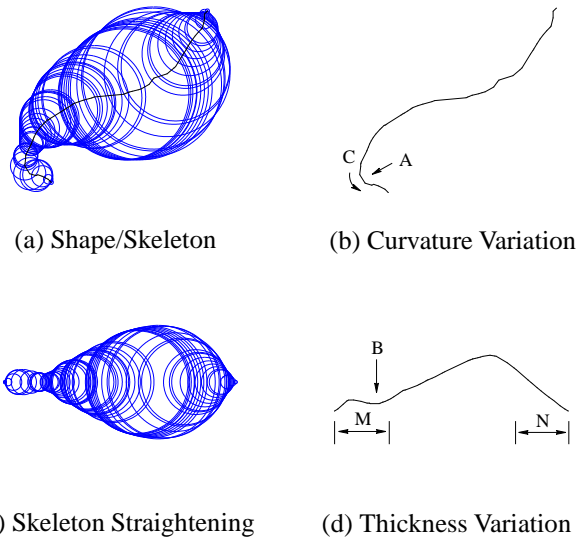 C
A
(a) Shape/Skeleton
(b) Curvature Variation
B
M
N
) Skeleton Straightening
(d) Thickness Variation